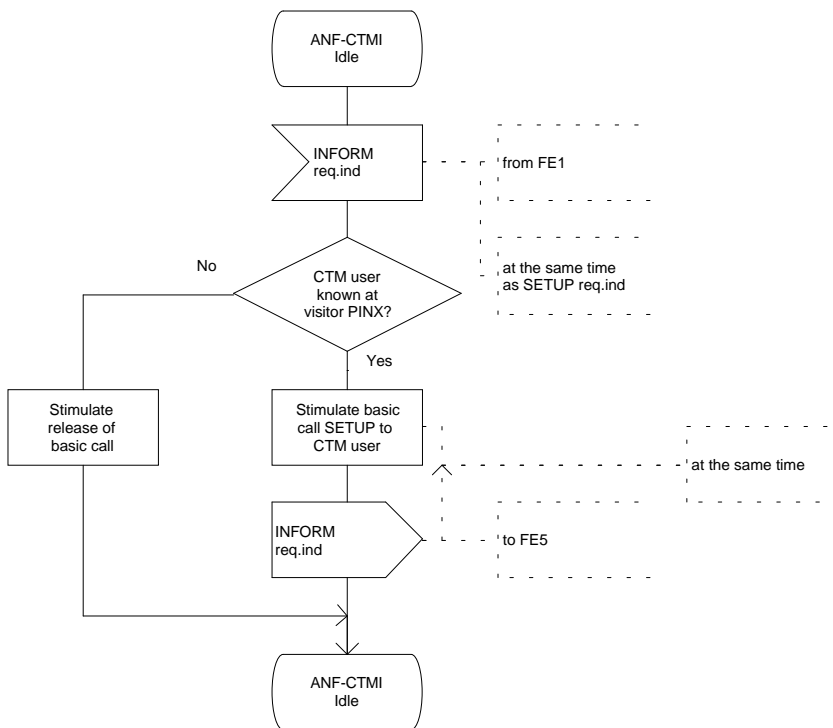 ANF-CTMI
Idle
INFORM
req.ind
from FE1
at the same time
as SETUP req.ind
No
CTM user
known at
visitor PINX?
Yes
Stimulate
release of
basic call
Stimulate basic
call SETUP to
CTM user
at the same time
INFORM
req.ind
to FE5
ANF-CTMI
Idle